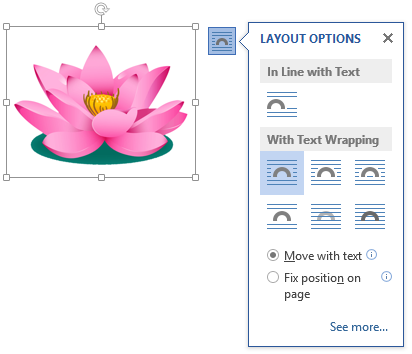 LAYOUT OPTIONS
In Line with Text
With Text Wrapping
Move with text
Fix position on
page
See more...